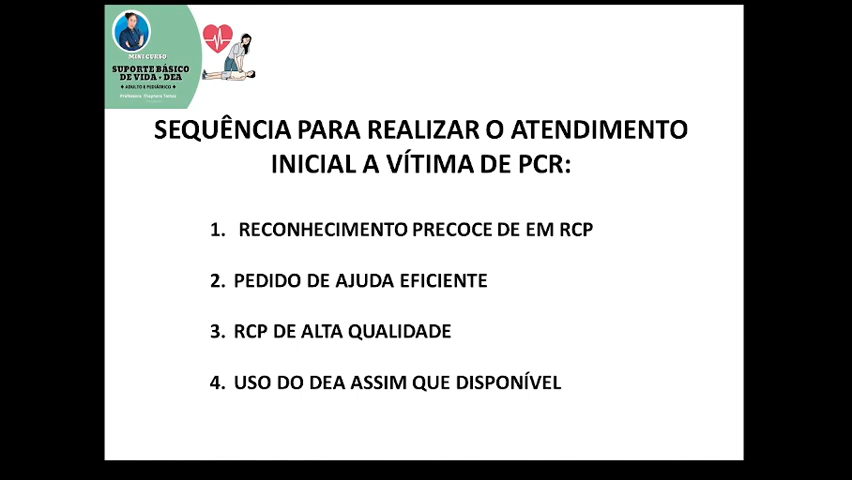 MINI CURSO
SUPORTE BÁSICO
DE VIDA - DEA
ADULTO E PEDIÁTRICO
SEQUÊNCIA PARA REALIZAR O ATENDIMENTO
INICIAL A VÍTIMA DE PCR:
1. RECONHECIMENTO PRECOCE DE EM RCP
2. PEDIDO DE AJUDA EFICIENTE
3. RCP DE ALTA QUALIDADE
4. USO DO DEA ASSIM QUE DISPONÍVEL